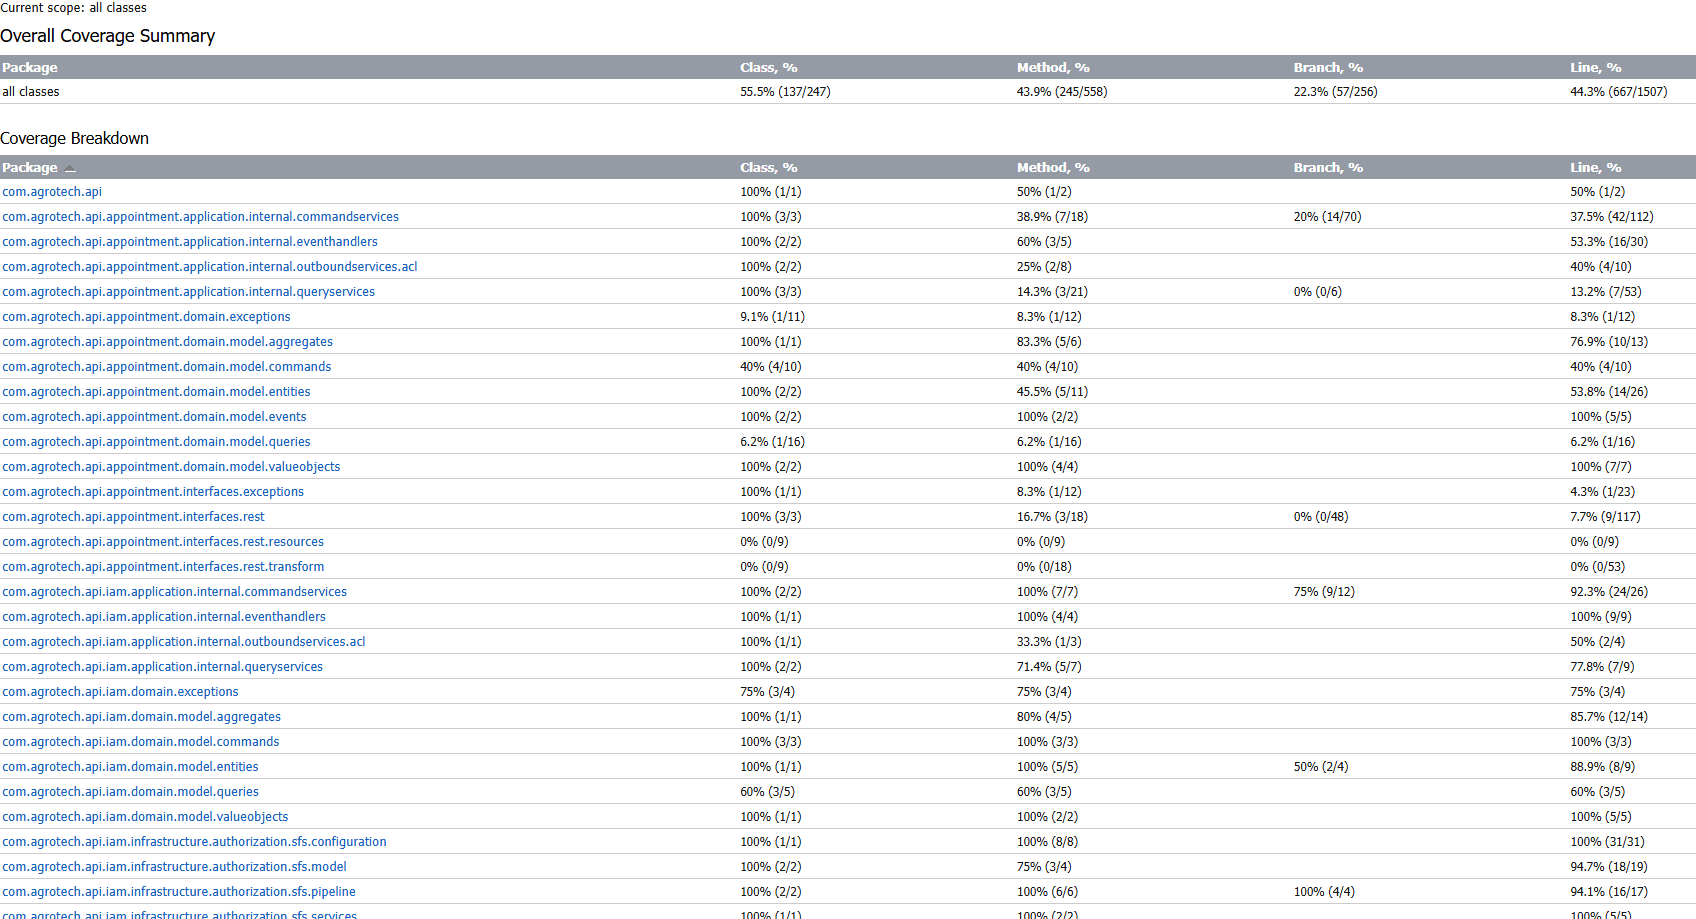 Current scope: all classes
Overall Coverage Summary
Package Class, % Method, % Branch, % Line, %
all classes 55.5% (137/247) 43.9% (245/558) 22.3% (57/256) 44.3% (667/1507)
Coverage Breakdown
Package Class, % Method, % Branch, % Line, %
com.agrotech.api 100% (1/1) 50% (1/2) 50% (1/2)
com.agrotech.api.appointment.application.internal.commandservices 100% (3/3) 38.9% (7/18) 20% (14/70) 37.5% (42/112)
com.agrotech.api.appointment.application.internal.eventhandlers 100% (2/2) 60% (3/5) 53.3% (16/30)
com.agrotech.api.appointment.application.internal.outboundservices.acl 100% (2/2) 25% (2/8) 40% (4/10)
com.agrotech.api.appointment.application.internal.queryservices 100% (3/3) 14.3% (3/21) 0% (0/6) 13.2% (7/53)
com.agrotech.api.appointment.domain.exceptions 9.1% (1/11) 8.3% (1/12) 8.3% (1/12)
com.agrotech.api.appointment.domain.model.aggregates 100% (1/1) 83.3% (5/6) 76.9% (10/13)
com.agrotech.api.appointment.domain.model.commands 40% (4/10) 40% (4/10) 40% (4/10)
com.agrotech.api.appointment.domain.model.entities 100% (2/2) 45.5% (5/11) 53.8% (14/26)
com.agrotech.api.appointment.domain.model.events 100% (2/2) 100% (2/2) 100% (5/5)
com.agrotech.api.appointment.domain.model.queries 6.2% (1/16) 6.2% (1/16) 6.2% (1/16)
com.agrotech.api.appointment.domain.model.valueobjects 100% (2/2) 100% (4/4) 100% (7/7)
com.agrotech.api.appointment.interfaces.exceptions 100% (1/1) 8.3% (1/12) 4.3% (1/23)
com.agrotech.api.appointment.interfaces.rest 100% (3/3) 16.7% (3/18) 0% (0/48) 7.7% (9/117)
com.agrotech.api.appointment.interfaces.rest.resources 0% (0/9) 0% (0/9) 0% (0/9)
com.agrotech.api.appointment.interfaces.rest.transform 0% (0/9) 0% (0/18) 0% (0/53)
com.agrotech.api.iam.application.internal.commandservices 100% (2/2) 100% (7/7) 75% (9/12) 92.3% (24/26)
com.agrotech.api.iam.application.internal.eventhandlers 100% (1/1) 100% (4/4) 100% (9/9)
com.agrotech.api.iam.application.internal.outboundservices.acl 100% (1/1) 33.3% (1/3) 50% (2/4)
com.agrotech.api.iam.application.internal.queryservices 100% (2/2) 71.4% (5/7) 77.8% (7/9)
com.agrotech.api.iam.domain.exceptions 75% (3/4) 75% (3/4) 75% (3/4)
com.agrotech.api.iam.domain.model.aggregates 100% (1/1) 80% (4/5) 85.7% (12/14)
com.agrotech.api.iam.domain.model.commands 100% (3/3) 100% (3/3) 100% (3/3)
com.agrotech.api.iam.domain.model.entities 100% (1/1) 100% (5/5) 50% (2/4) 88.9% (8/9)
com.agrotech.api.iam.domain.model.queries 60% (3/5) 60% (3/5) 60% (3/5)
com.agrotech.api.iam.domain.model.valueobjects 100% (1/1) 100% (2/2) 100% (5/5)
com.agrotech.api.iam.infrastructure.authorization.sfs.configuration 100% (1/1) 100% (8/8) 100% (31/31)
com.agrotech.api.iam.infrastructure.authorization.sfs.model 100% (2/2) 75% (3/4) 94.7% (18/19)
com.agrotech.api.iam.infrastructure.authorization.sfs.pipeline 100% (2/2) 100% (6/6) 100% (4/4) 94.1% (16/17)
com.agrotech.api.iam.infrastructure.authorization.sfs.services 100% (1/1) 100% (2/2) 100% (5/5)